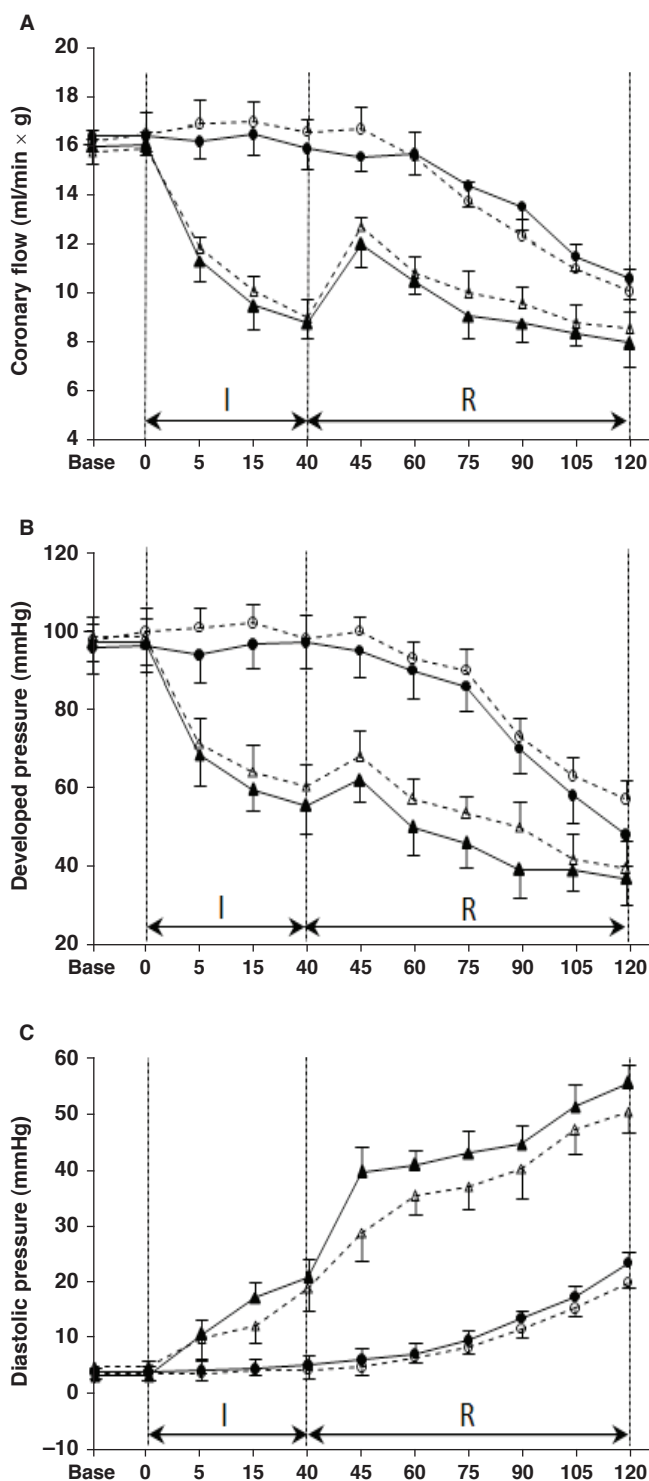 A
Coronary flow (ml/min × g)
20
18
16
14
12
10
8
6
4
I
R
Base 0 5 15 40 45 60 75 90 105 120
B
Developed pressure (mmHg)
120
100
80
60
40
20
I
R
Base 0 5 15 40 45 60 75 90 105 120
C
Diastolic pressure (mmHg)
60
50
40
30
20
10
0
–10
I
R
Base 0 5 15 40 45 60 75 90 105 120